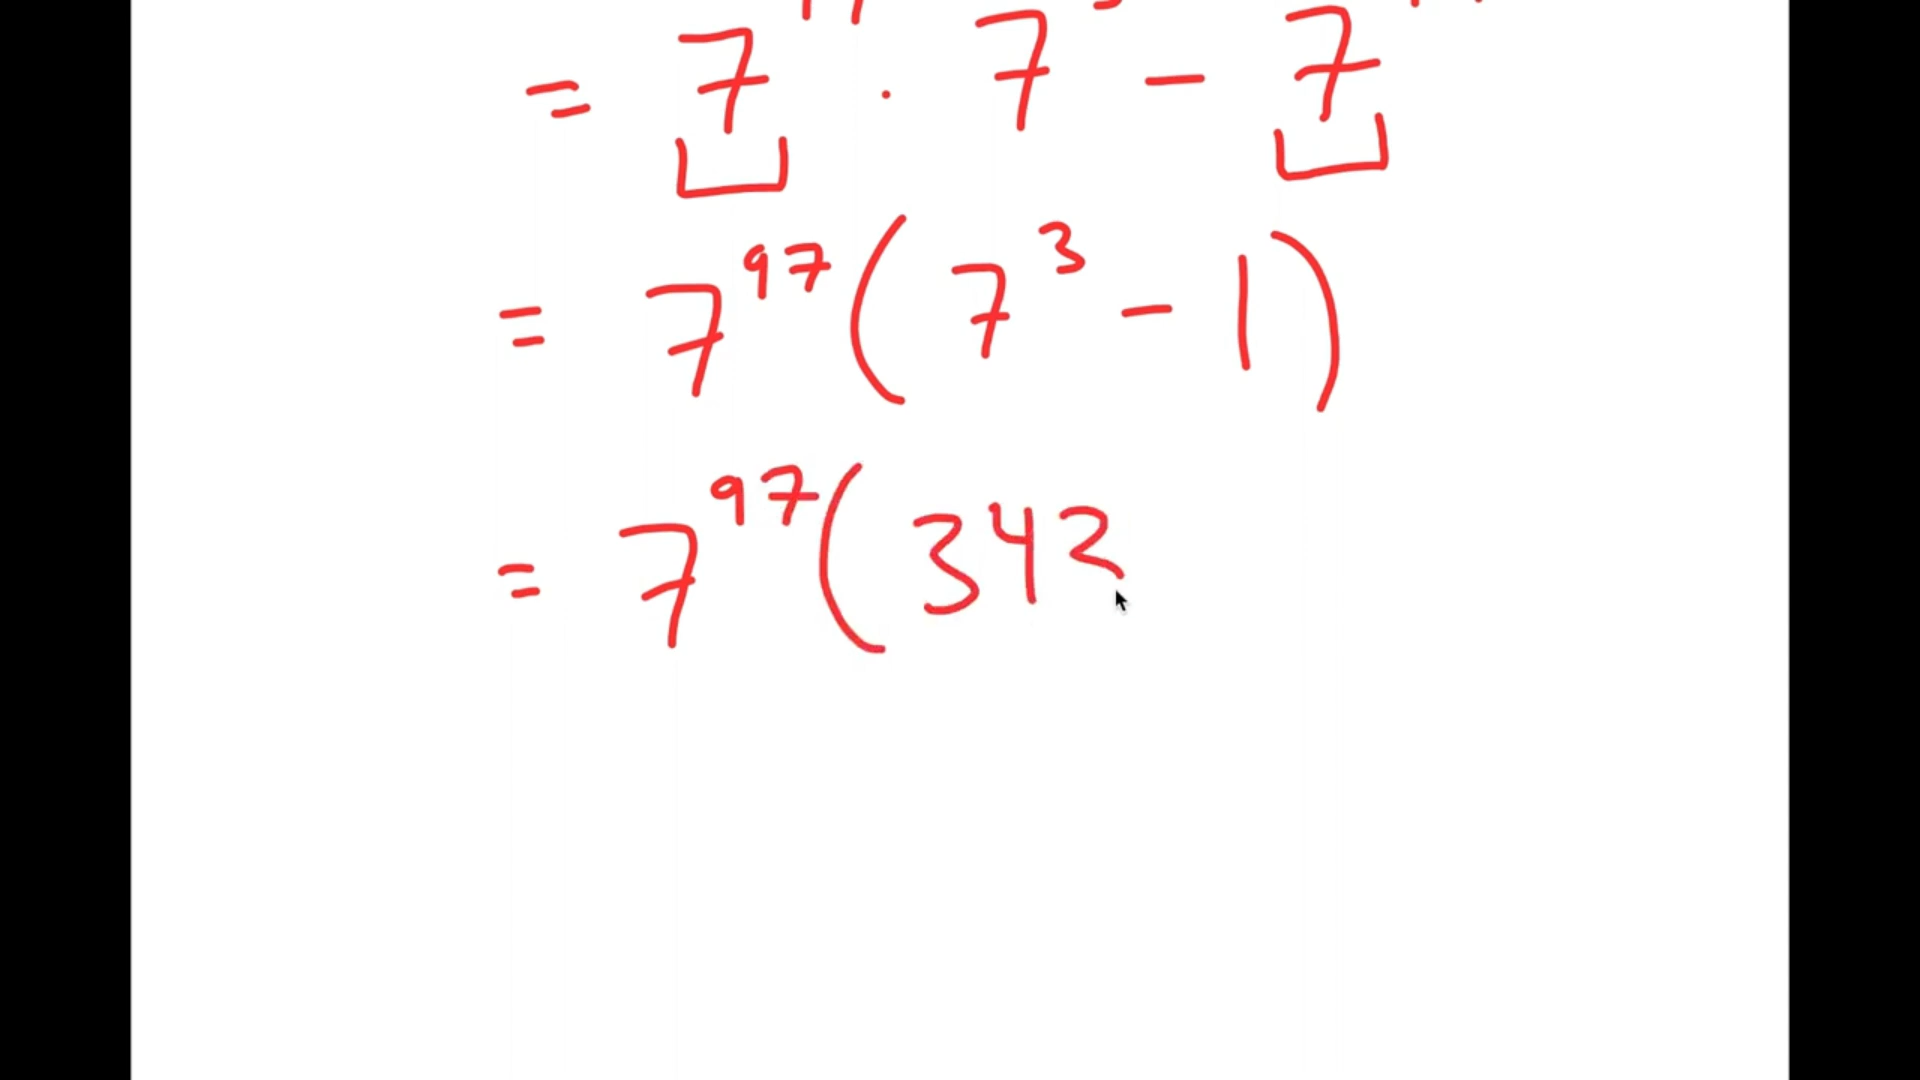 = 7 · 7 - 7
= 7⁹⁷(7³ - 1)
= 7⁹⁷(342